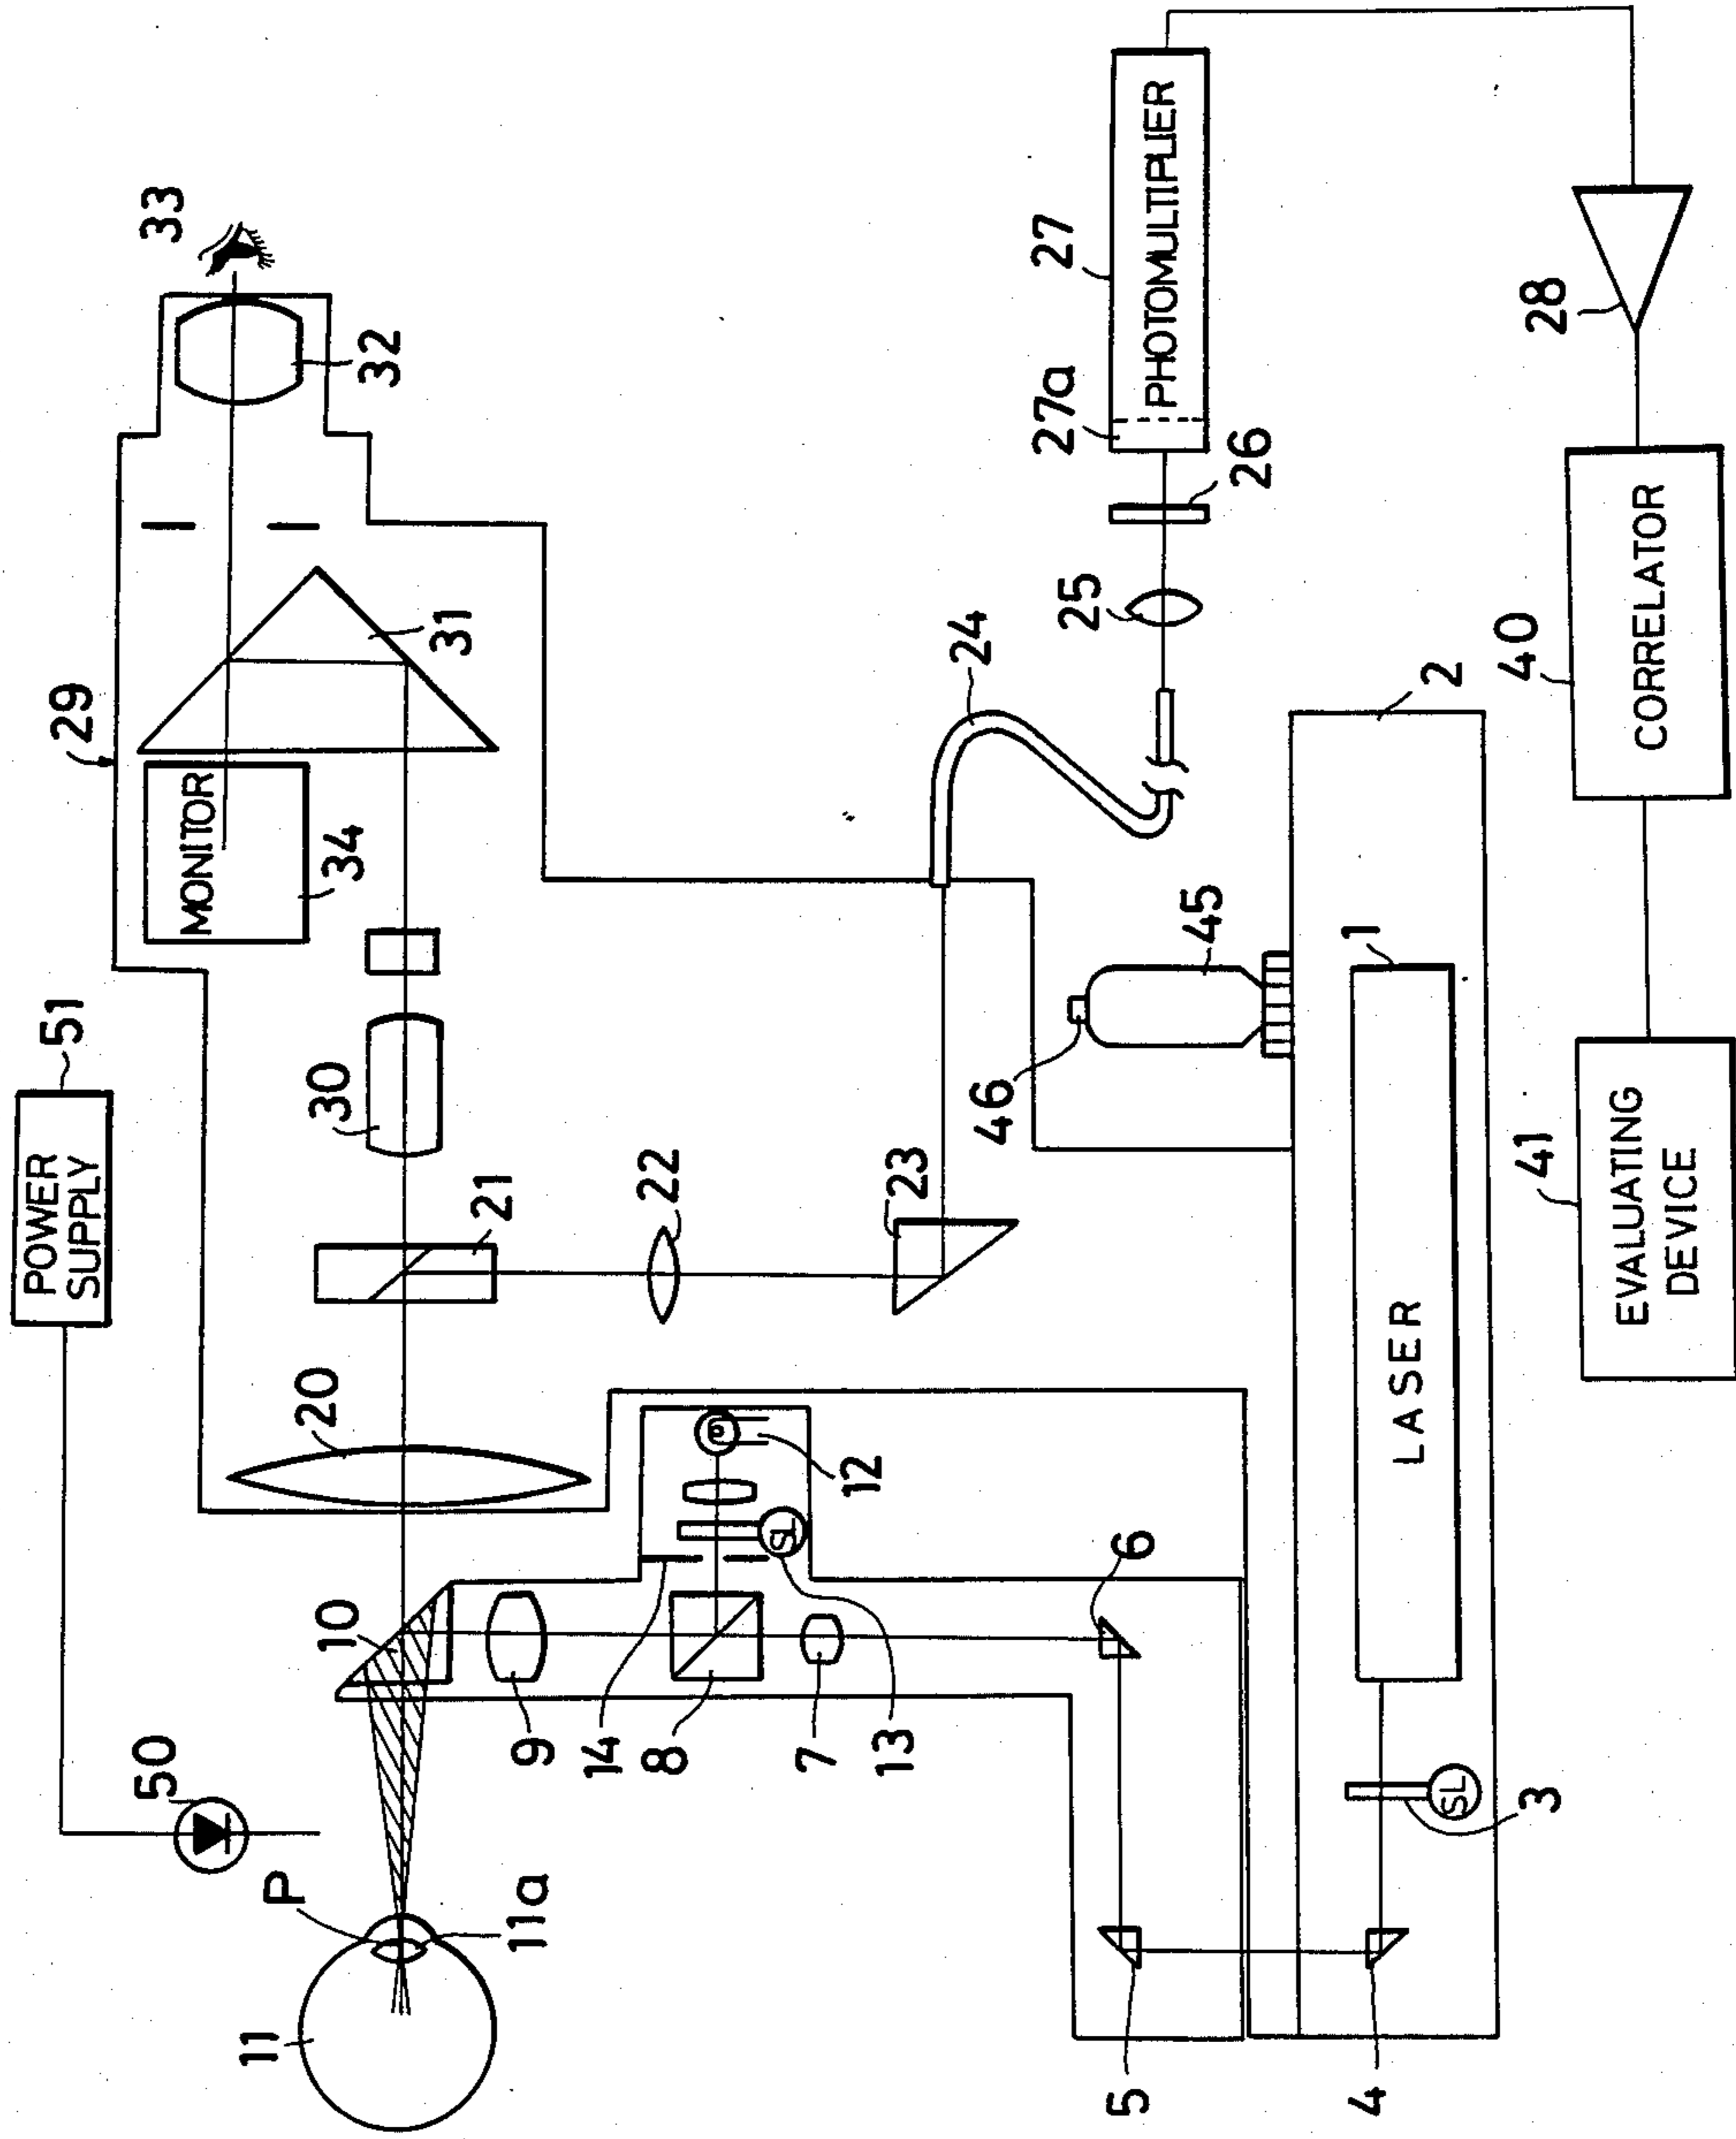 POWER
SUPPLY
51
29
33
MONITOR
34
32
31
30
21
20
22
23
24
25
26
27
27a
PHOTOMULTIPLIER
28
50
P
11
11a
10
9
14
8
7
13
SL
12
6
5
4
3
SL
46
45
1
2
LASER
40
CORRELATOR
41
EVALUATING
DEVICE